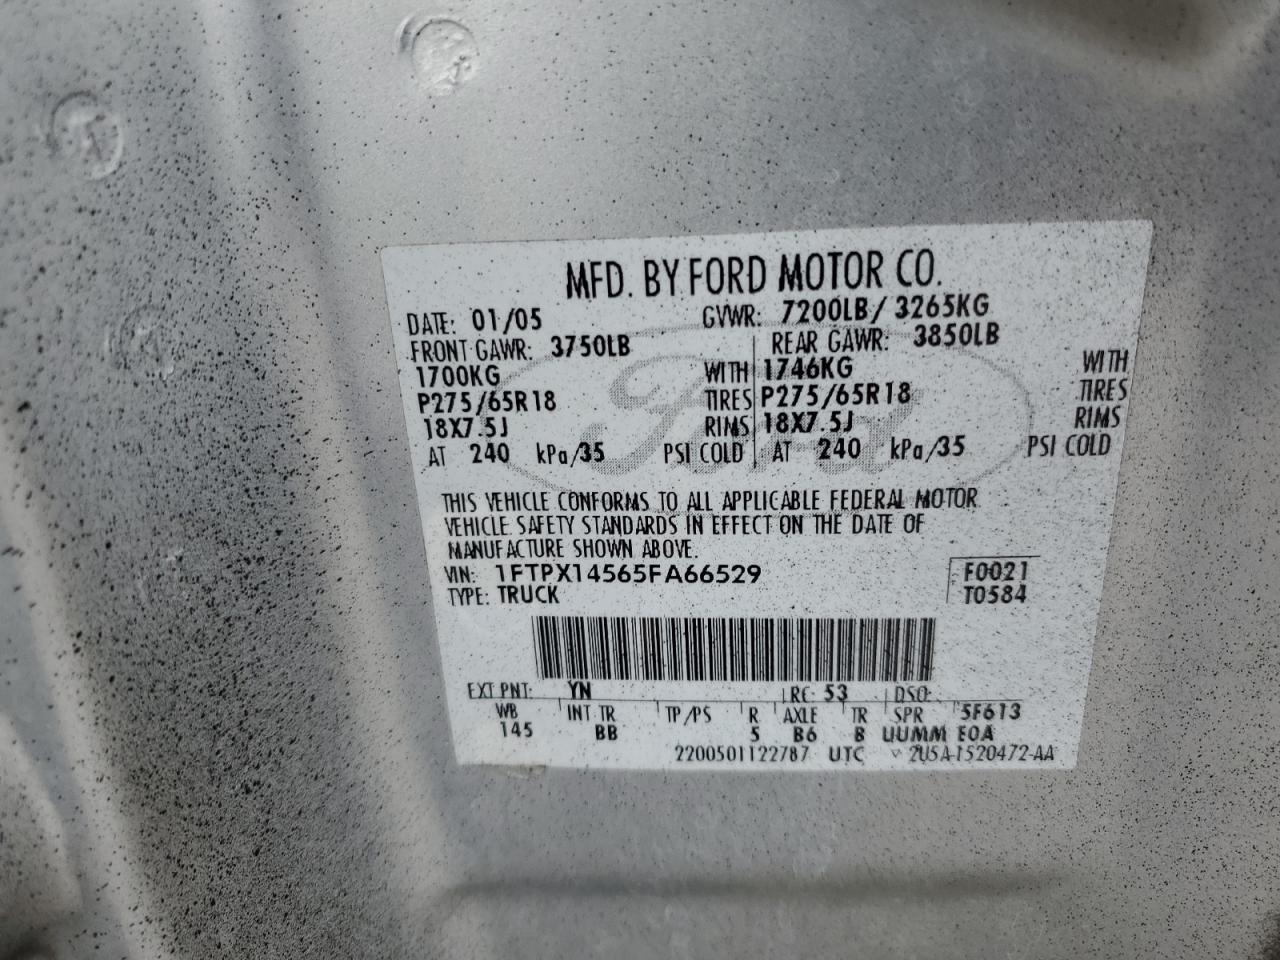 MFD. BY FORD MOTOR CO.
DATE: 01/05 GVWR: 7200LB/ 3265KG
FRONT GAWR: 3750LB REAR GAWR: 3850LB
1700KG WITH 1746KG WITH
P275/65R18 TIRES P275/65R18 TIRES
18X7.5J RIMS 18X7.5J RIMS
AT 240 kPa/35 PSI COLD AT 240 kPa/35 PSI COLD
Ford
THIS VEHICLE CONFORMS TO ALL APPLICABLE FEDERAL MOTOR
VEHICLE SAFETY STANDARDS IN EFFECT ON THE DATE OF
MANUFACTURE SHOWN ABOVE.
VIN: 1FTPX14565FA66529 F0021
TYPE: TRUCK T0584
EXT PNT: YN RC: 53 DSO:
WB INT TR TP/PS R AXLE TR SPR 5F613
145 BB 5 B6 B UUMM EOA
2200501122787 UTC 2U5A-1520472-AA